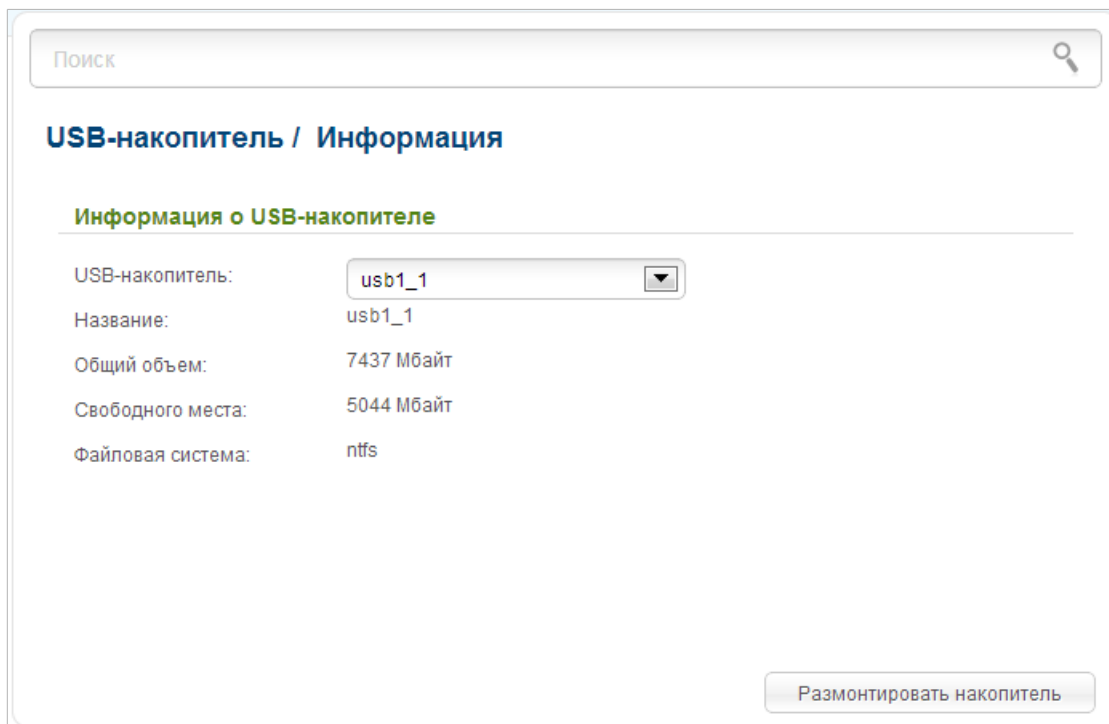 Поиск
USB-накопитель / Информация
Информация о USB-накопителе
USB-накопитель: usb1_1
Название: usb1_1
Общий объем: 7437 Мбайт
Свободного места: 5044 Мбайт
Файловая система: ntfs
Размонтировать накопитель